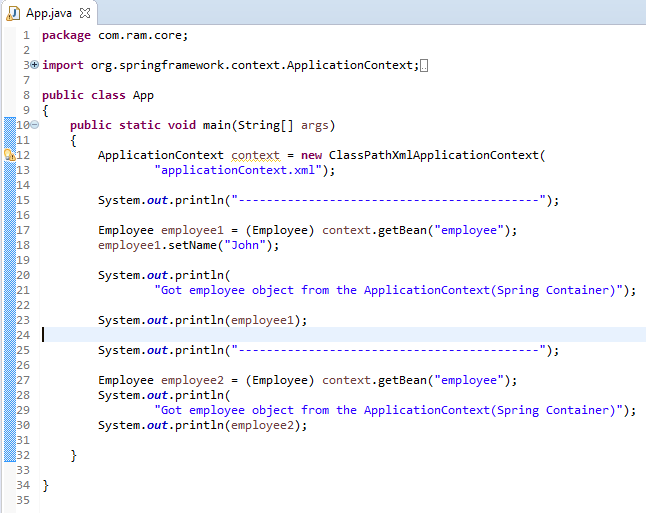 App.java
1 package com.ram.core;
2
3 import org.springframework.context.ApplicationContext;
7
8 public class App
9 {
10     public static void main(String[] args)
11     {
12         ApplicationContext context = new ClassPathXmlApplicationContext(
13                 "applicationContext.xml");
14
15         System.out.println("------------------------------------------");
16
17         Employee employee1 = (Employee) context.getBean("employee");
18         employee1.setName("John");
19
20         System.out.println(
21                 "Got employee object from the ApplicationContext(Spring Container)");
22
23         System.out.println(employee1);
24
25         System.out.println("------------------------------------------");
26
27         Employee employee2 = (Employee) context.getBean("employee");
28         System.out.println(
29                 "Got employee object from the ApplicationContext(Spring Container)");
30         System.out.println(employee2);
31
32     }
33
34 }
35